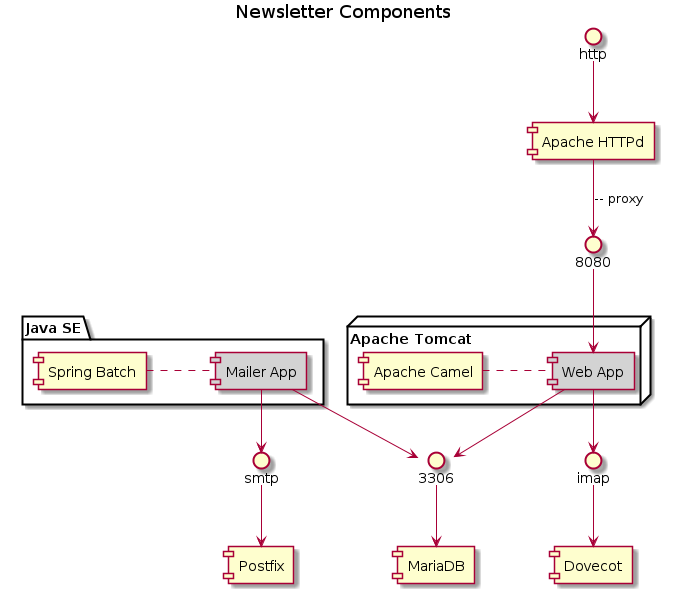 Newsletter Components
http
Apache HTTPd
-- proxy
8080
Java SE
Apache Tomcat
Spring Batch
Mailer App
Apache Camel
Web App
smtp
3306
imap
Postfix
MariaDB
Dovecot